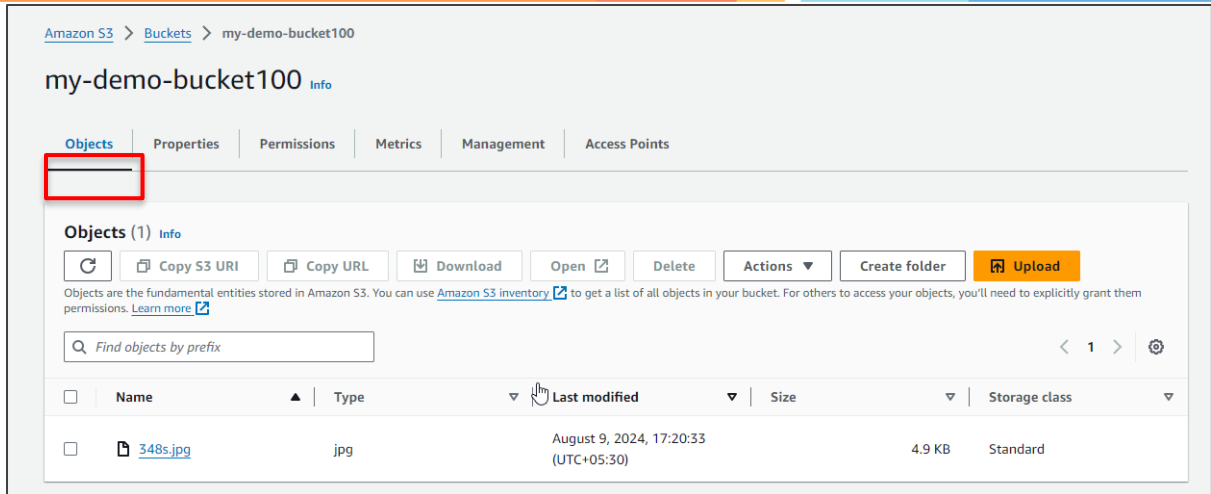 Amazon S3 > Buckets > my-demo-bucket100
my-demo-bucket100 Info
Objects Properties Permissions Metrics Management Access Points
Objects (1) Info
Copy S3 URI Copy URL Download Open Delete Actions ▼ Create folder Upload
Objects are the fundamental entities stored in Amazon S3. You can use Amazon S3 inventory to get a list of all objects in your bucket. For others to access your objects, you'll need to explicitly grant them
permissions. Learn more
Find objects by prefix < 1 >
Name ▲ Type Last modified Size Storage class
348s.jpg jpg August 9, 2024, 17:20:33 4.9 KB Standard
(UTC+05:30)